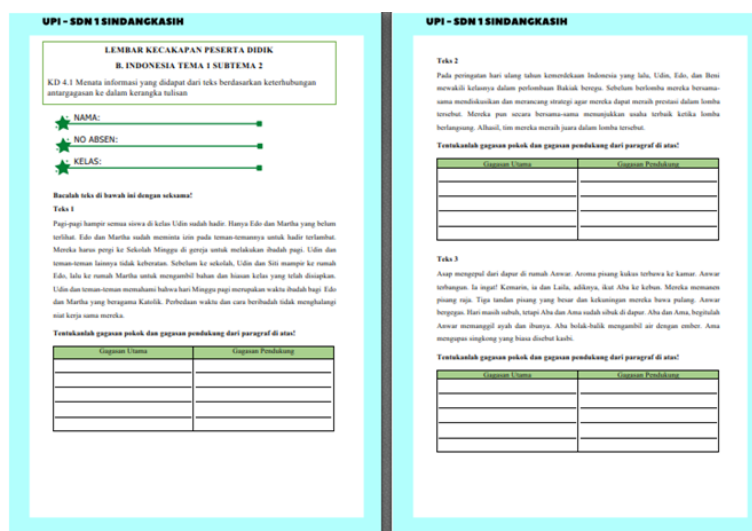 UPI – SDN 1 SINDANGKASIH
LEMBAR KECAKAPAN PESERTA DIDIK
B. INDONESIA TEMA 1 SUBTEMA 2
KD 4.1 Menata informasi yang didapat dari teks berdasarkan keterhubungan
antargagasan ke dalam kerangka tulisan
NAMA:
NO ABSEN:
KELAS:
Bacalah teks di bawah ini dengan seksama!
Teks 1
Pagi-pagi hampir semua siswa di kelas Udin sudah hadir. Hanya Edo dan Martha yang belum
terlihat. Edo dan Martha sudah meminta izin pada teman-temannya untuk hadir terlambat.
Mereka harus pergi ke Sekolah Minggu di gereja untuk melakukan ibadah pagi. Udin dan
teman-teman lainnya tidak keberatan. Sebelum ke sekolah, Udin dan Siti mampir ke rumah
Edo, lalu ke rumah Martha untuk mengambil bahan dan hiasan kelas yang telah disiapkan.
Udin dan teman-teman memahami bahwa hari Minggu pagi merupakan waktu ibadah bagi Edo
dan Martha yang beragama Katolik. Perbedaan waktu dan cara beribadah tidak menghalangi
niat kerja sama mereka.
Tentukanlah gagasan pokok dan gagasan pendukung dari paragraf di atas!
Gagasan Utama Gagasan Pendukung
UPI – SDN 1 SINDANGKASIH
Teks 2
Pada peringatan hari ulang tahun kemerdekaan Indonesia yang lalu, Udin, Edo, dan Beni
mewakili kelasnya dalam perlombaan Bakiak beregu. Sebelum berlomba mereka bersama-
sama mendiskusikan dan merancang strategi agar mereka dapat meraih prestasi dalam lomba
tersebut. Mereka pun secara bersama-sama menunjukkan usaha terbaik ketika lomba
berlangsung. Alhasil, tim mereka meraih juara dalam lomba tersebut.
Tentukanlah gagasan pokok dan gagasan pendukung dari paragraf di atas!
Gagasan Utama Gagasan Pendukung
Teks 3
Asap mengepul dari dapur di rumah Anwar. Aroma pisang kukus terbawa ke kamar. Anwar
terbangun. Ia ingat! Kemarin, ia dan Laila, adiknya, ikut Aba ke kebun. Mereka memanen
pisang raja. Tiga tandan pisang yang besar dan kekuningan mereka bawa pulang. Anwar
bergegas. Hari masih subuh, tetapi Aba dan Ama sudah sibuk di dapur. Aba dan Ama, begitulah
Anwar memanggil ayah dan ibunya. Aba bolak-balik mengambil air dengan ember. Ama
mengupas singkong yang biasa disebut kasbi.
Tentukanlah gagasan pokok dan gagasan pendukung dari paragraf di atas!
Gagasan Utama Gagasan Pendukung